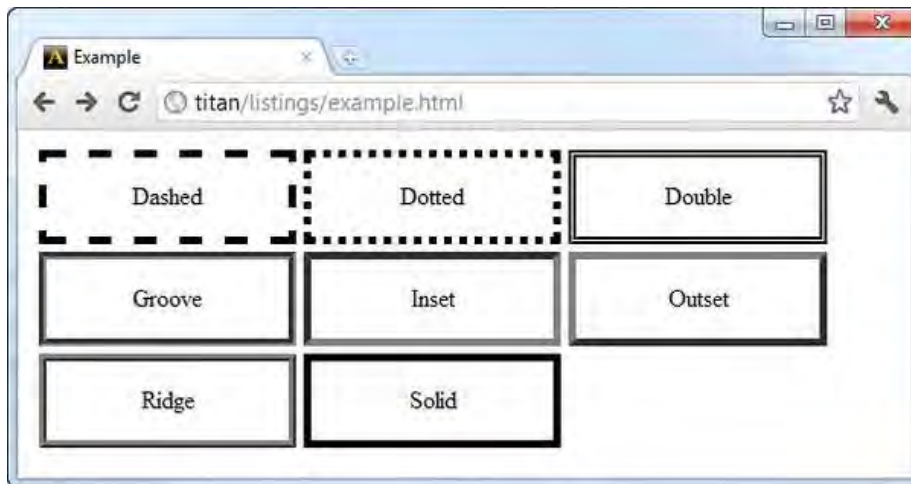 A Example
titan/listings/example.html
Dashed Dotted Double
Groove Inset Outset
Ridge Solid